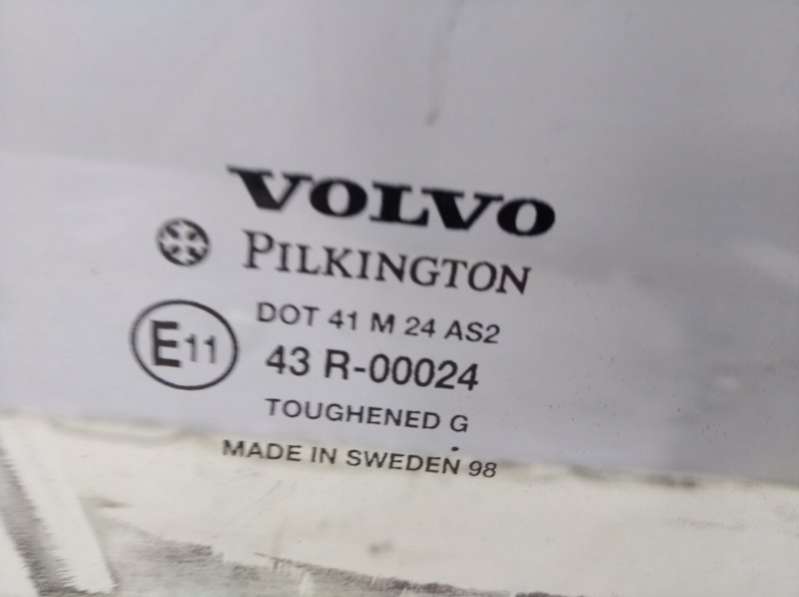 VOLVO
PILKINGTON
DOT 41 M 24 AS2
E11 43 R-00024
TOUGHENED G
MADE IN SWEDEN 98